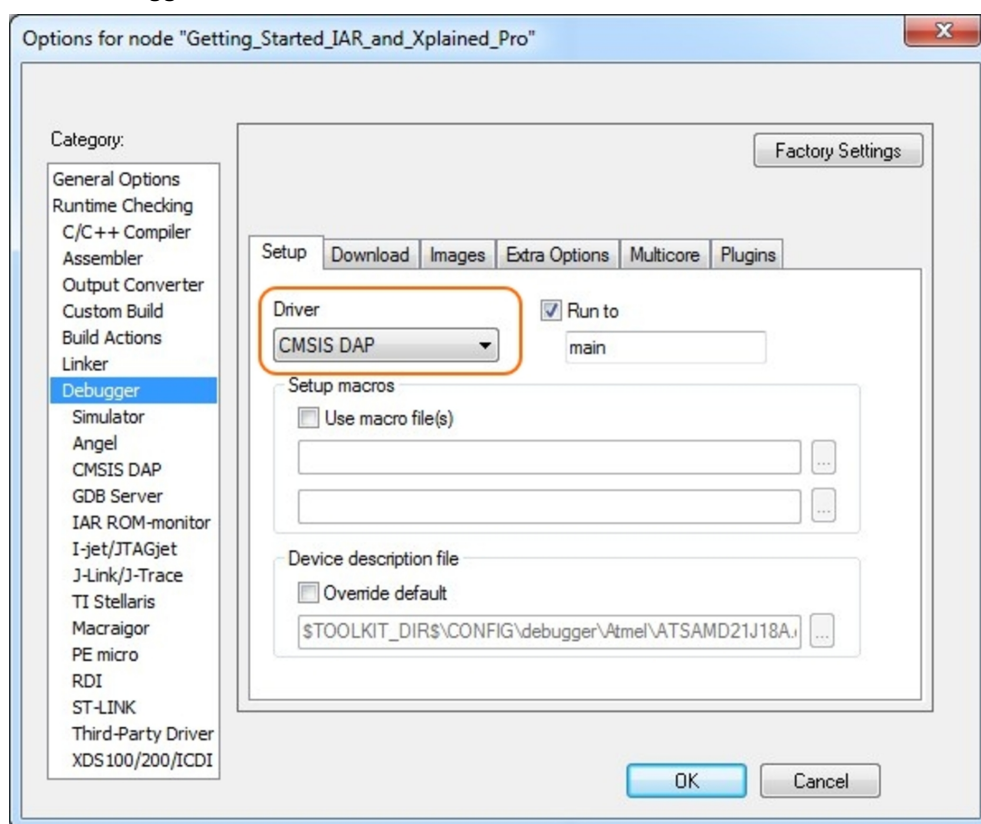 Options for node "Getting_Started_IAR_and_Xplained_Pro"
Category:
Factory Settings
General Options
Runtime Checking
C/C++ Compiler
Assembler
Output Converter
Custom Build
Build Actions
Linker
Debugger
Simulator
Angel
CMSIS DAP
GDB Server
IAR ROM-monitor
I-jet/JTAGjet
J-Link/J-Trace
TI Stellaris
Macraigor
PE micro
RDI
ST-LINK
Third-Party Driver
XDS100/200/ICDI
Setup Download Images Extra Options Multicore Plugins
Driver
CMSIS DAP
Run to
main
Setup macros
Use macro file(s)
...
...
Device description file
Override default
$TOOLKIT_DIR$\CONFIG\debugger\Atmel\ATSAMD21J18A.
...
OK Cancel